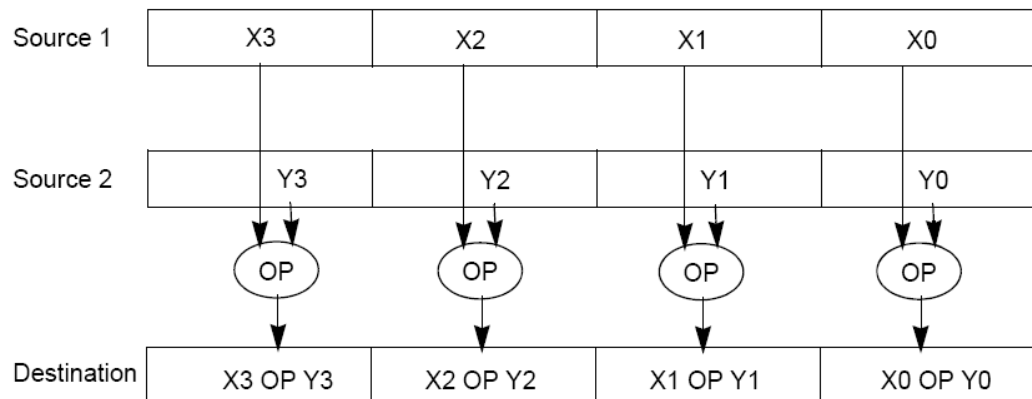 Source 1 X3 X2 X1 X0
Source 2 Y3 Y2 Y1 Y0
OP OP OP OP
Destination X3 OP Y3 X2 OP Y2 X1 OP Y1 X0 OP Y0